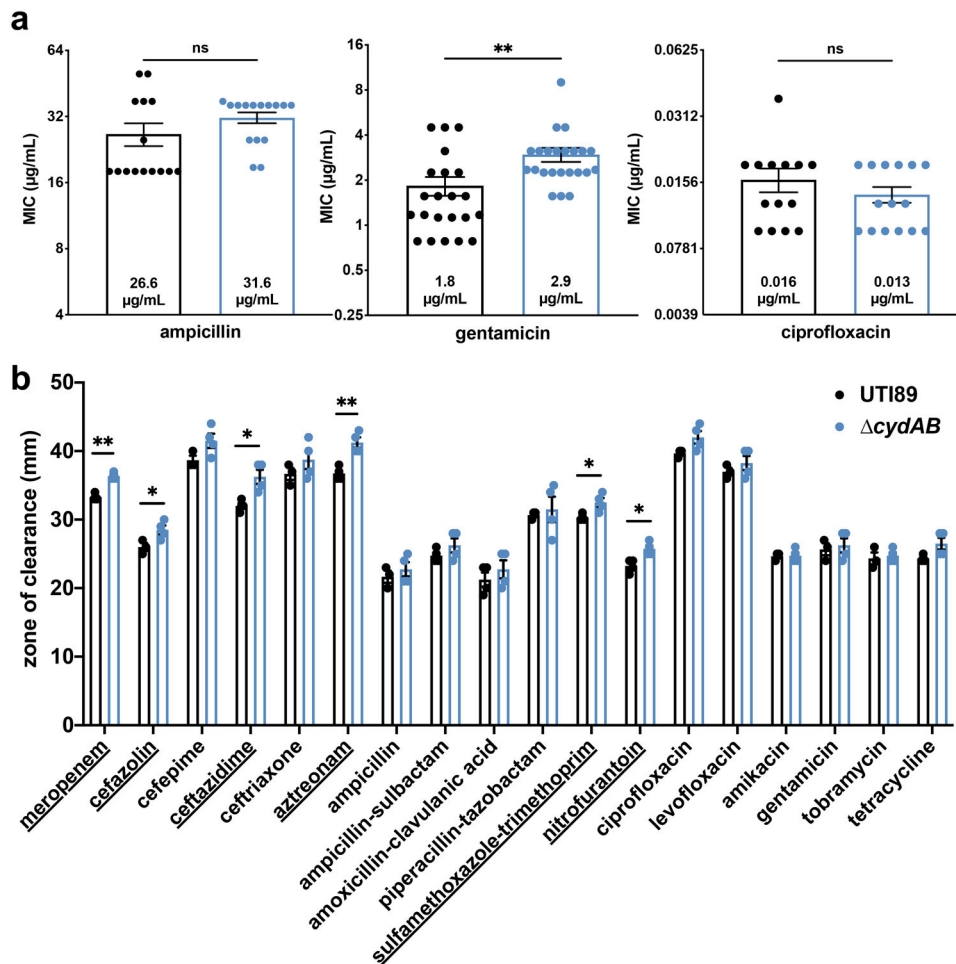 a
ns
64
32
16
8
4
MIC (µg/mL)
26.6
µg/mL
31.6
µg/mL
ampicillin
**
16
8
4
2
1
0.5
0.25
MIC (µg/mL)
1.8
µg/mL
2.9
µg/mL
gentamicin
ns
0.0625
0.0312
0.0156
0.0781
0.0039
MIC (µg/mL)
0.016
µg/mL
0.013
µg/mL
ciprofloxacin
b
50
40
30
20
10
0
zone of clearance (mm)
UTI89
ΔcydAB
**
*
*
**
*
*
meropenem
cefazolin
cefepime
ceftazidime
ceftriaxone
aztreonam
ampicillin
ampicillin-sulbactam
amoxicillin-clavulanic acid
piperacillin-tazobactam
sulfamethoxazole-trimethoprim
nitrofurantoin
ciprofloxacin
levofloxacin
amikacin
gentamicin
tobramycin
tetracycline